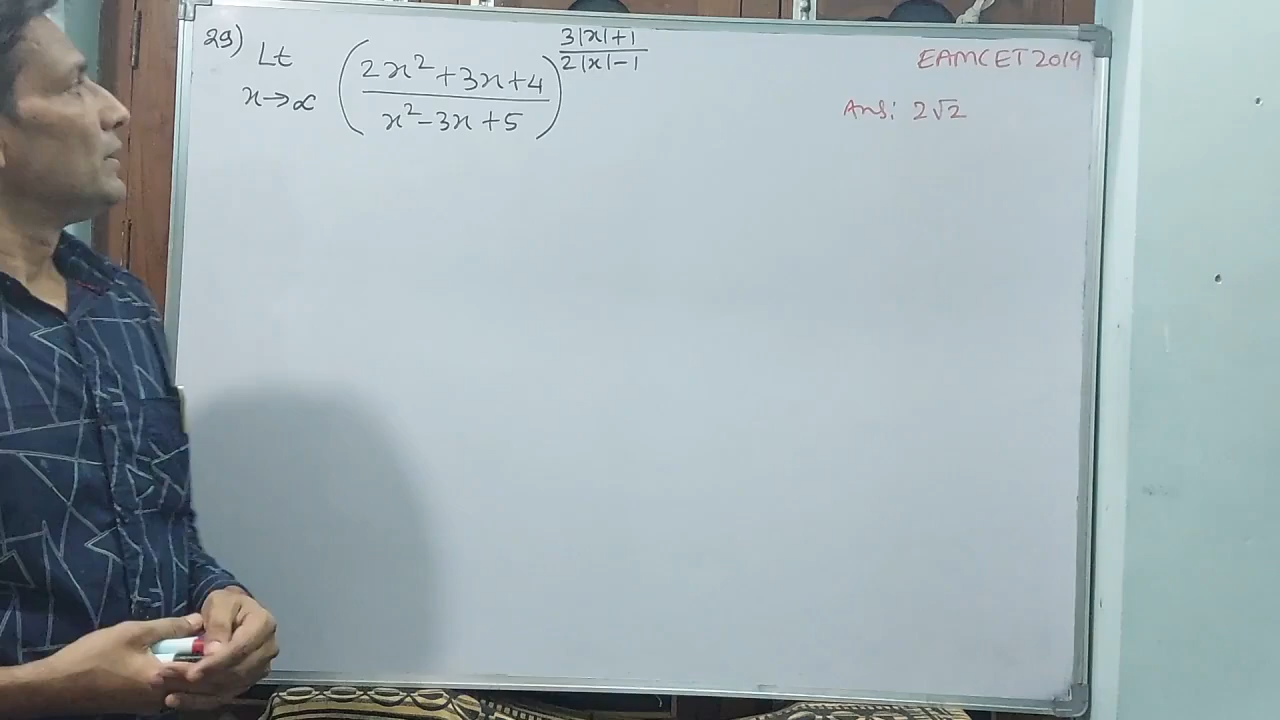 29) Lt x→∝ (2x²+3x+4 / x²-3x+5)^(3|x|+1 / 2|x|-1)
EAMCET 2019
Ans: 2√2